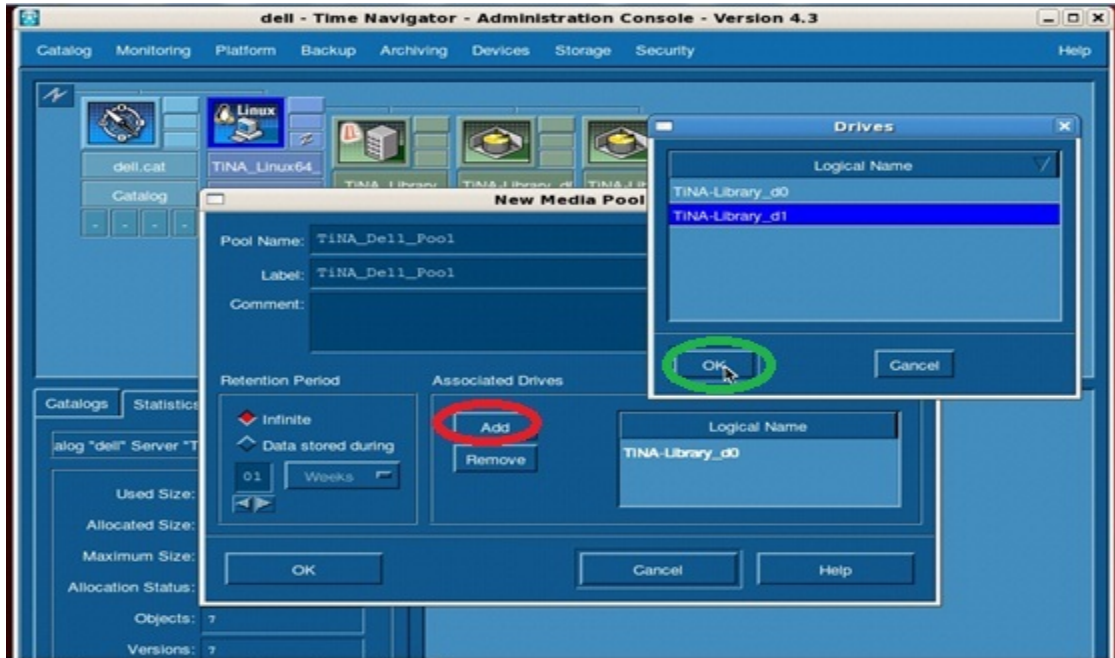 dell - Time Navigator - Administration Console - Version 4.3
Catalog Monitoring Platform Backup Archiving Devices Storage Security Help
Linux
dell.cat
TINA_Linux64_
Catalog
New Media Pool
Pool Name: TiNA_Dell_Pool
Label: TiNA_Dell_Pool
Comment:
Retention Period
Infinite
Data stored during
01 Weeks
Associated Drives
Add
Remove
Logical Name
TINA-Library_d0
OK
Cancel
Help
Drives
Logical Name
TINA-Library_d0
TINA-Library_d1
OK
Cancel
Catalogs Statistics
alog "dell" Server "T
Used Size:
Allocated Size:
Maximum Size:
Allocation Status:
Objects: 7
Versions: 7